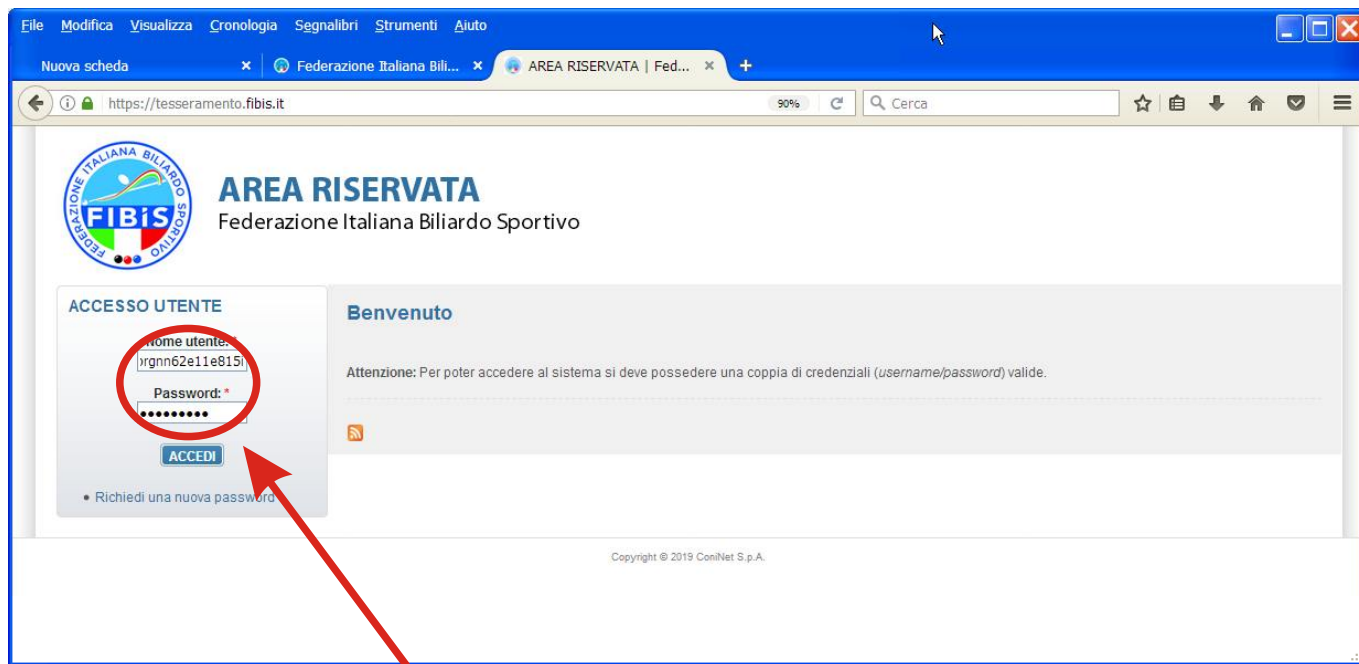 File Modifica Visualizza Cronologia Segnalibri Strumenti Aiuto
Nuova scheda Federazione Italiana Bili... AREA RISERVATA | Fed...
https://tesseramento.fibis.it 90% Cerca
FEDERAZIONE ITALIANA BILIARDO SPORTIVO
FIBiS
AREA RISERVATA
Federazione Italiana Biliardo Sportivo
ACCESSO UTENTE
Nome utente:
rgnn62e11e815i
Password: *
ACCEDI
Richiedi una nuova password
Benvenuto
Attenzione: Per poter accedere al sistema si deve possedere una coppia di credenziali (username/password) valide.
Copyright © 2019 ConiNet S.p.A.